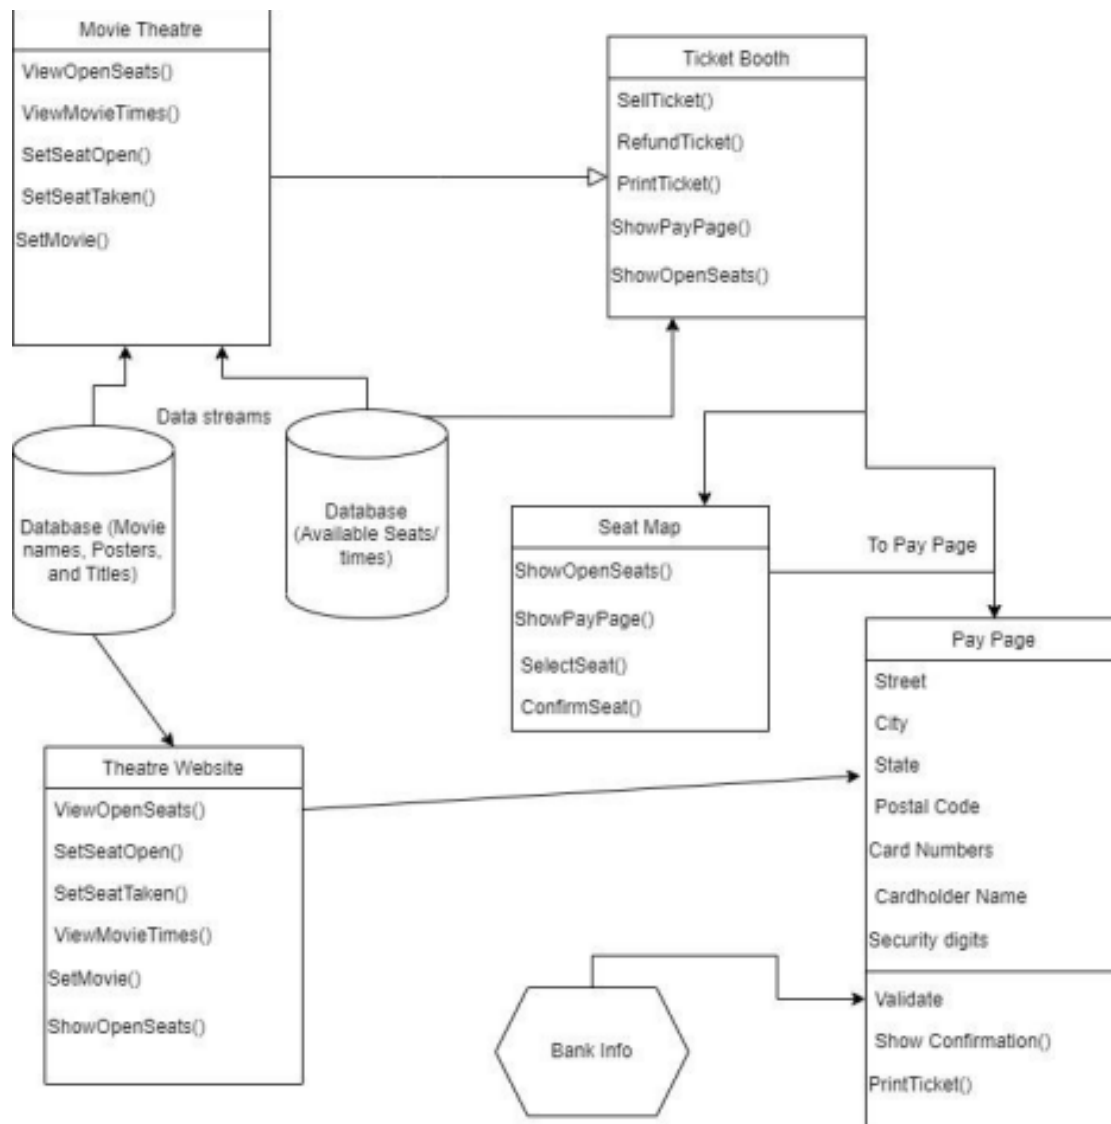 Movie Theatre
ViewOpenSeats()
ViewMovieTimes()
SetSeatOpen()
SetSeatTaken()
SetMovie()
Ticket Booth
SellTicket()
RefundTicket()
PrintTicket()
ShowPayPage()
ShowOpenSeats()
Data streams
Database (Movie
names, Posters,
and Titles)
Database
(Available Seats/
times)
Seat Map
ShowOpenSeats()
ShowPayPage()
SelectSeat()
ConfirmSeat()
To Pay Page
Pay Page
Street
City
State
Postal Code
Card Numbers
Cardholder Name
Security digits
Validate
Show Confirmation()
PrintTicket()
Theatre Website
ViewOpenSeats()
SetSeatOpen()
SetSeatTaken()
ViewMovieTimes()
SetMovie()
ShowOpenSeats()
Bank Info